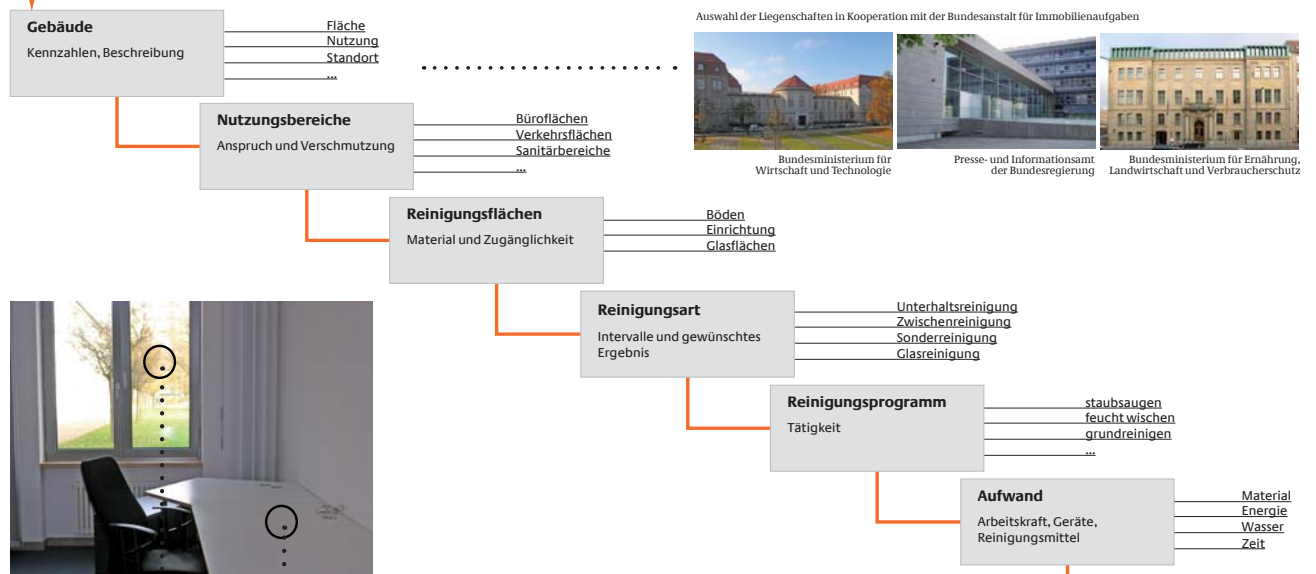 Gebäude
Kennzahlen, Beschreibung
Fläche
Nutzung
Standort
...
Auswahl der Liegenschaften in Kooperation mit der Bundesanstalt für Immobilienaufgaben
Bundesministerium für
Wirtschaft und Technologie
Presse- und Informationsamt
der Bundesregierung
Bundesministerium für Ernährung,
Landwirtschaft und Verbraucherschutz
Nutzungsbereiche
Anspruch und Verschmutzung
Büroflächen
Verkehrsflächen
Sanitärbereiche
...
Reinigungsflächen
Material und Zugänglichkeit
Böden
Einrichtung
Glasflächen
Reinigungsart
Intervalle und gewünschtes
Ergebnis
Unterhaltsreinigung
Zwischenreinigung
Sonderreinigung
Glasreinigung
Reinigungsprogramm
Tätigkeit
staubsaugen
feucht wischen
grundreinigen
...
Aufwand
Arbeitskraft, Geräte,
Reinigungsmittel
Material
Energie
Wasser
Zeit